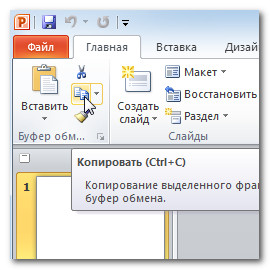 Файл Главная Вставка Дизай
Вставить
Создать слайд
Макет
Восстановить
Раздел
Буфер обм...
Слайды
1
Копировать (Ctrl+C)
Копирование выделенного фра
буфер обмена.